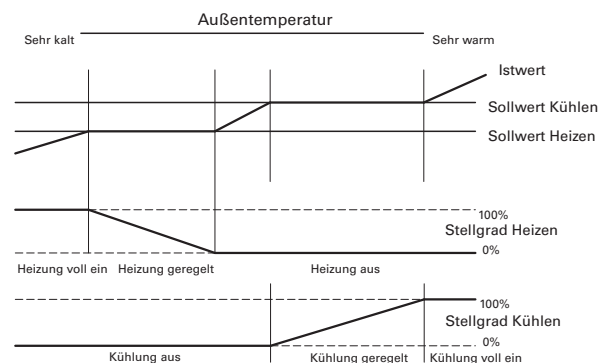 Außentemperatur
Sehr kalt
Sehr warm
Istwert
Sollwert Kühlen
Sollwert Heizen
100%
Stellgrad Heizen
0%
Heizung voll ein Heizung geregelt Heizung aus
100%
Stellgrad Kühlen
0%
Kühlung aus Kühlung geregelt Kühlung voll ein